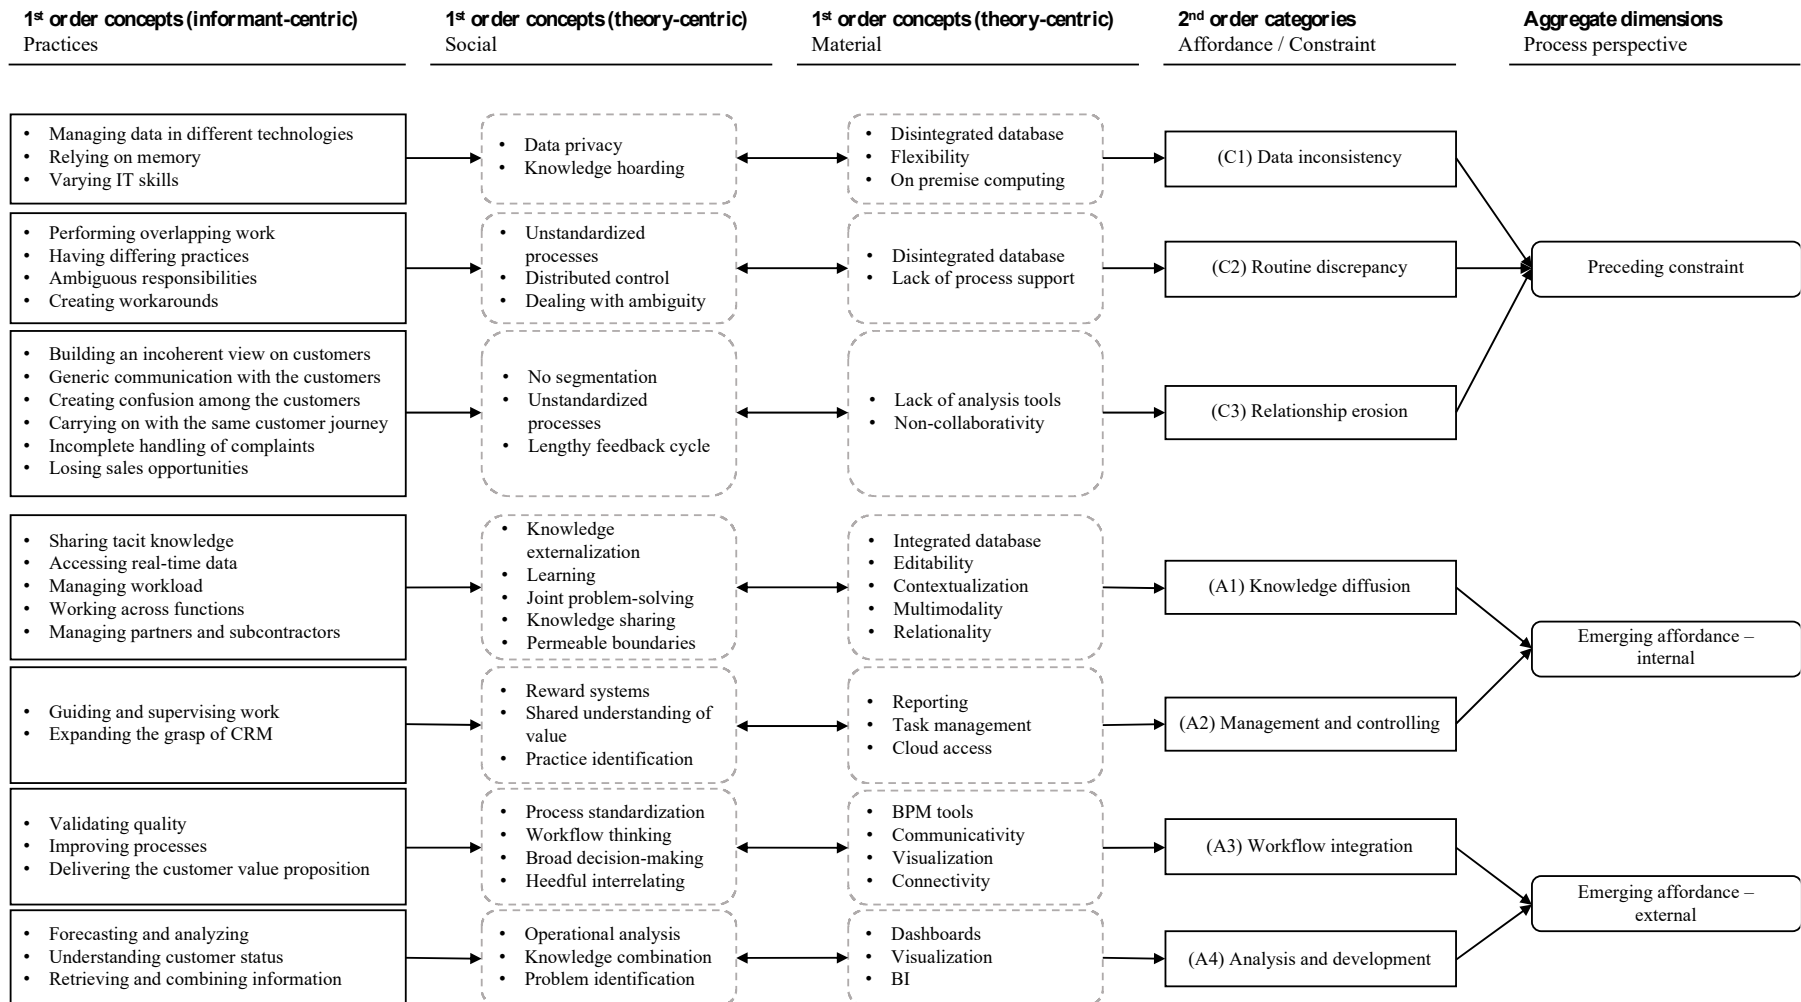 1st order concepts (informant-centric)
Practices
1st order concepts (theory-centric)
Social
1st order concepts (theory-centric)
Material
2nd order categories
Affordance / Constraint
Aggregate dimensions
Process perspective
• Managing data in different technologies
• Relying on memory
• Varying IT skills
• Data privacy
• Knowledge hoarding
• Disintegrated database
• Flexibility
• On premise computing
(C1) Data inconsistency
• Performing overlapping work
• Having differing practices
• Ambiguous responsibilities
• Creating workarounds
• Unstandardized
processes
• Distributed control
• Dealing with ambiguity
• Disintegrated database
• Lack of process support
(C2) Routine discrepancy
Preceding constraint
• Building an incoherent view on customers
• Generic communication with the customers
• Creating confusion among the customers
• Carrying on with the same customer journey
• Incomplete handling of complaints
• Losing sales opportunities
• No segmentation
• Unstandardized
processes
• Lengthy feedback cycle
• Lack of analysis tools
• Non-collaborativity
(C3) Relationship erosion
• Sharing tacit knowledge
• Accessing real-time data
• Managing workload
• Working across functions
• Managing partners and subcontractors
• Knowledge
externalization
• Learning
• Joint problem-solving
• Knowledge sharing
• Permeable boundaries
• Integrated database
• Editability
• Contextualization
• Multimodality
• Relationality
(A1) Knowledge diffusion
Emerging affordance –
internal
• Guiding and supervising work
• Expanding the grasp of CRM
• Reward systems
• Shared understanding of
value
• Practice identification
• Reporting
• Task management
• Cloud access
(A2) Management and controlling
• Validating quality
• Improving processes
• Delivering the customer value proposition
• Process standardization
• Workflow thinking
• Broad decision-making
• Heedful interrelating
• BPM tools
• Communicativity
• Visualization
• Connectivity
(A3) Workflow integration
Emerging affordance –
external
• Forecasting and analyzing
• Understanding customer status
• Retrieving and combining information
• Operational analysis
• Knowledge combination
• Problem identification
• Dashboards
• Visualization
• BI
(A4) Analysis and development